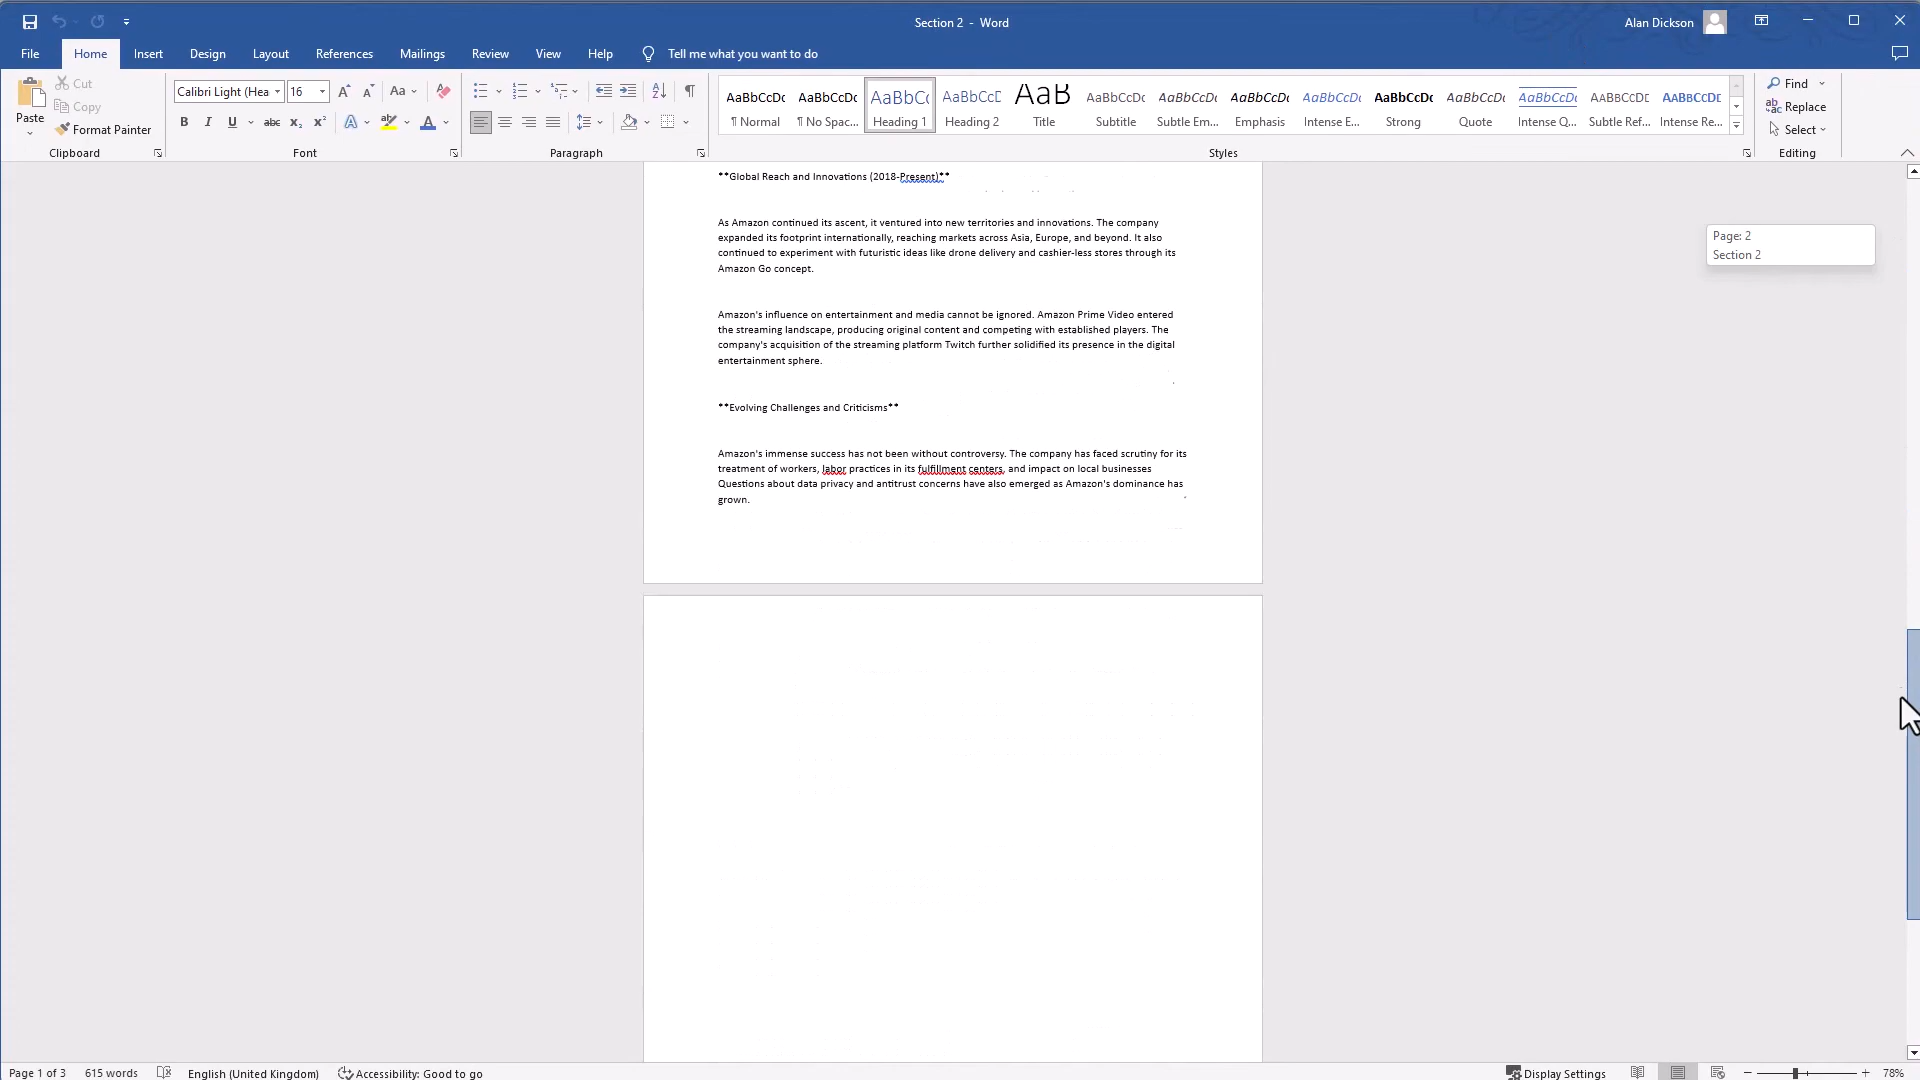 Section 2 - Word
Alan Dickson
File
Home
Insert
Design
Layout
References
Mailings
Review
View
Help
Tell me what you want to do
Paste
Cut
Copy
Format Painter
Clipboard
Calibri Light (Hea
16
Aa
B I U abc x₂ x² A A
Font
Paragraph
AaBbCcDc
¶ Normal
AaBbCcDc
¶ No Spac...
AaBbC
Heading 1
AaBbCcD
Heading 2
AaB
Title
AaBbCcDc
Subtitle
AaBbCcDc
Subtle Em...
AaBbCcDc
Emphasis
AaBbCcDc
Intense E...
AaBbCcDc
Strong
AaBbCcDc
Quote
AaBbCcDc
Intense Q...
AABBCCDD
Subtle Ref...
AABBCCDD
Intense Re...
Styles
Find
Replace
Select
Editing
**Global Reach and Innovations (2018-Present)**
As Amazon continued its ascent, it ventured into new territories and innovations. The company
expanded its footprint internationally, reaching markets across Asia, Europe, and beyond. It also
continued to experiment with futuristic ideas like drone delivery and cashier-less stores through its
Amazon Go concept.
Amazon's influence on entertainment and media cannot be ignored. Amazon Prime Video entered
the streaming landscape, producing original content and competing with established players. The
company's acquisition of the streaming platform Twitch further solidified its presence in the digital
entertainment sphere.
**Evolving Challenges and Criticisms**
Amazon's immense success has not been without controversy. The company has faced scrutiny for its
treatment of workers, labor practices in its fulfillment centers, and impact on local businesses
Questions about data privacy and antitrust concerns have also emerged as Amazon's dominance has
grown.
Page: 2
Section 2
Page 1 of 3
615 words
English (United Kingdom)
Accessibility: Good to go
Display Settings
78%